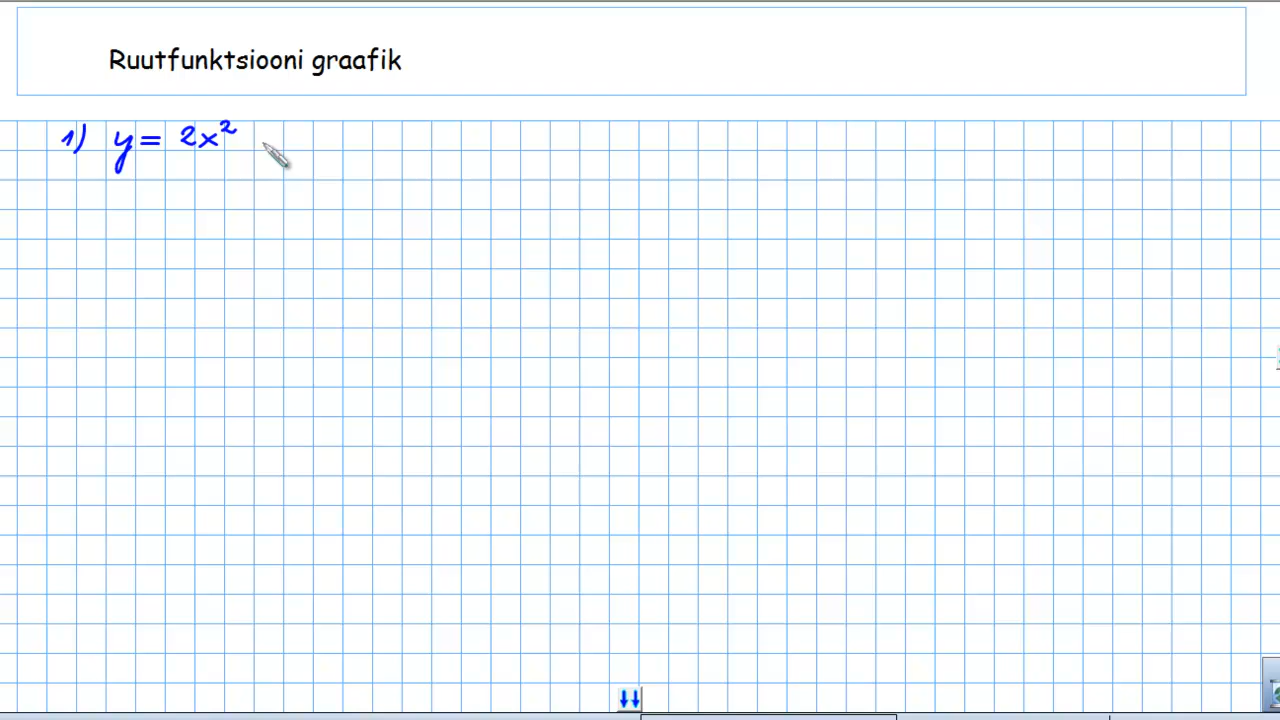 Ruutfunktsiooni graafik
1) y = 2x²